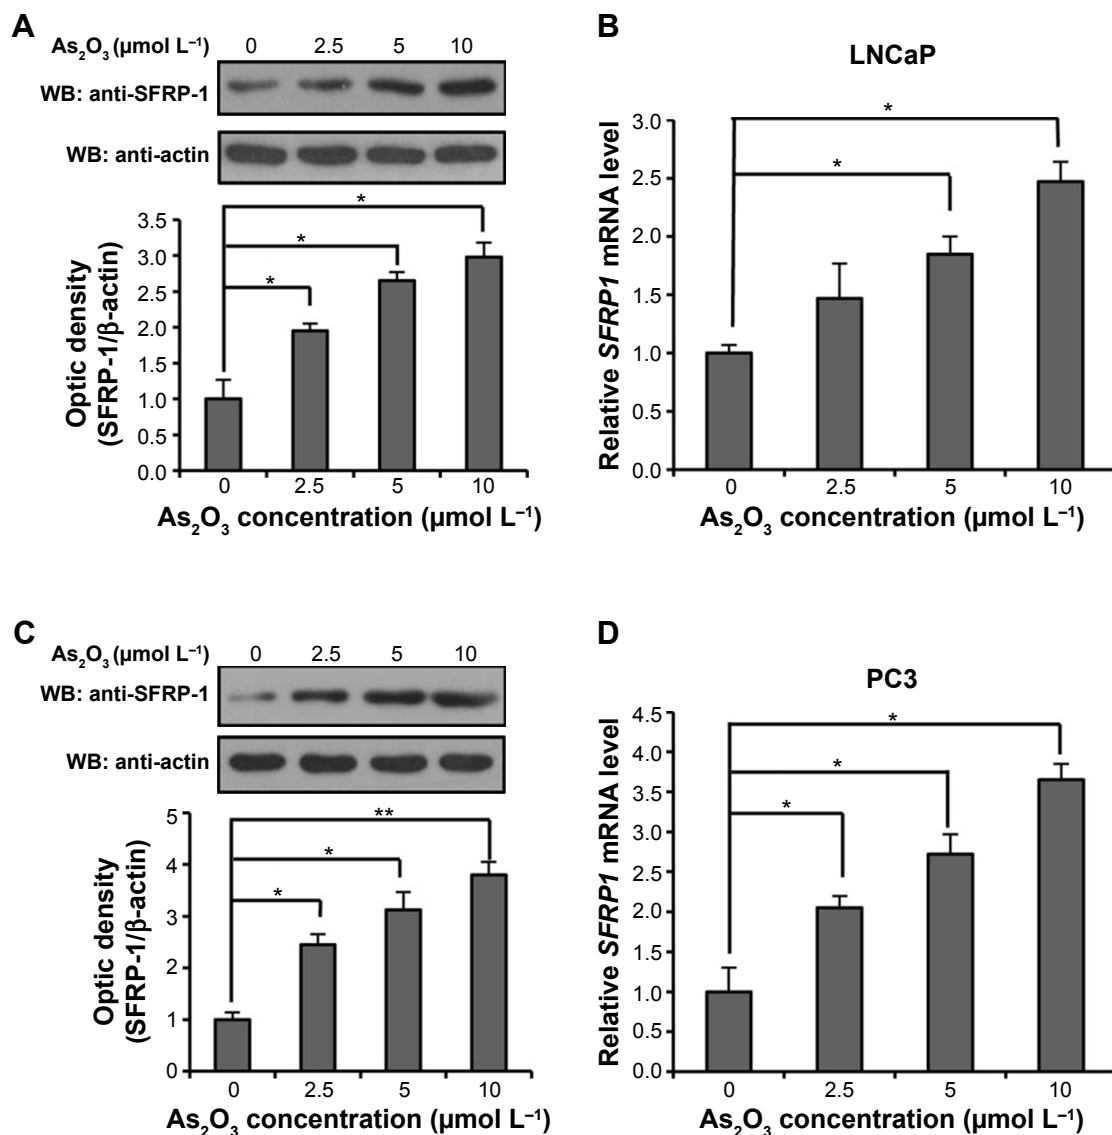 A
As₂O₃ (µmol L⁻¹) 0 2.5 5 10
WB: anti-SFRP-1
WB: anti-actin
*
*
*
3.5
3.0
2.5
2.0
1.5
1.0
0.5
0.0
Optic density
(SFRP-1/β-actin)
0 2.5 5 10
As₂O₃ concentration (µmol L⁻¹)
B
LNCaP
*
*
3.0
2.5
2.0
1.5
1.0
0.5
0.0
Relative SFRP1 mRNA level
0 2.5 5 10
As₂O₃ concentration (µmol L⁻¹)
C
As₂O₃ (µmol L⁻¹) 0 2.5 5 10
WB: anti-SFRP-1
WB: anti-actin
**
*
*
5
4
3
2
1
0
Optic density
(SFRP-1/β-actin)
0 2.5 5 10
As₂O₃ concentration (µmol L⁻¹)
D
PC3
*
*
*
4.5
4.0
3.5
3.0
2.5
2.0
1.5
1.0
0.5
0.0
Relative SFRP1 mRNA level
0 2.5 5 10
As₂O₃ concentration (µmol L⁻¹)